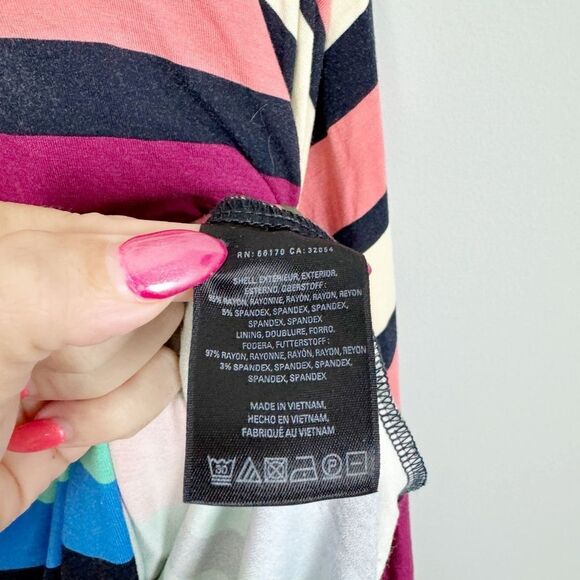 RN: 66170 CA: 32054
SHELL, EXTÉRIEUR, EXTERIOR,
ESTERNO, OBERSTOFF:
95% RAYON, RAYONNE, RAYÓN, RAYON, REYON
5% SPANDEX, SPANDEX, SPANDEX,
SPANDEX, SPANDEX
LINING, DOUBLURE, FORRO,
FODERA, FUTTERSTOFF:
97% RAYON, RAYONNE, RAYÓN, RAYON, REYON
3% SPANDEX, SPANDEX, SPANDEX,
SPANDEX, SPANDEX
MADE IN VIETNAM,
HECHO EN VIETNAM,
FABRIQUÉ AU VIETNAM
30 P